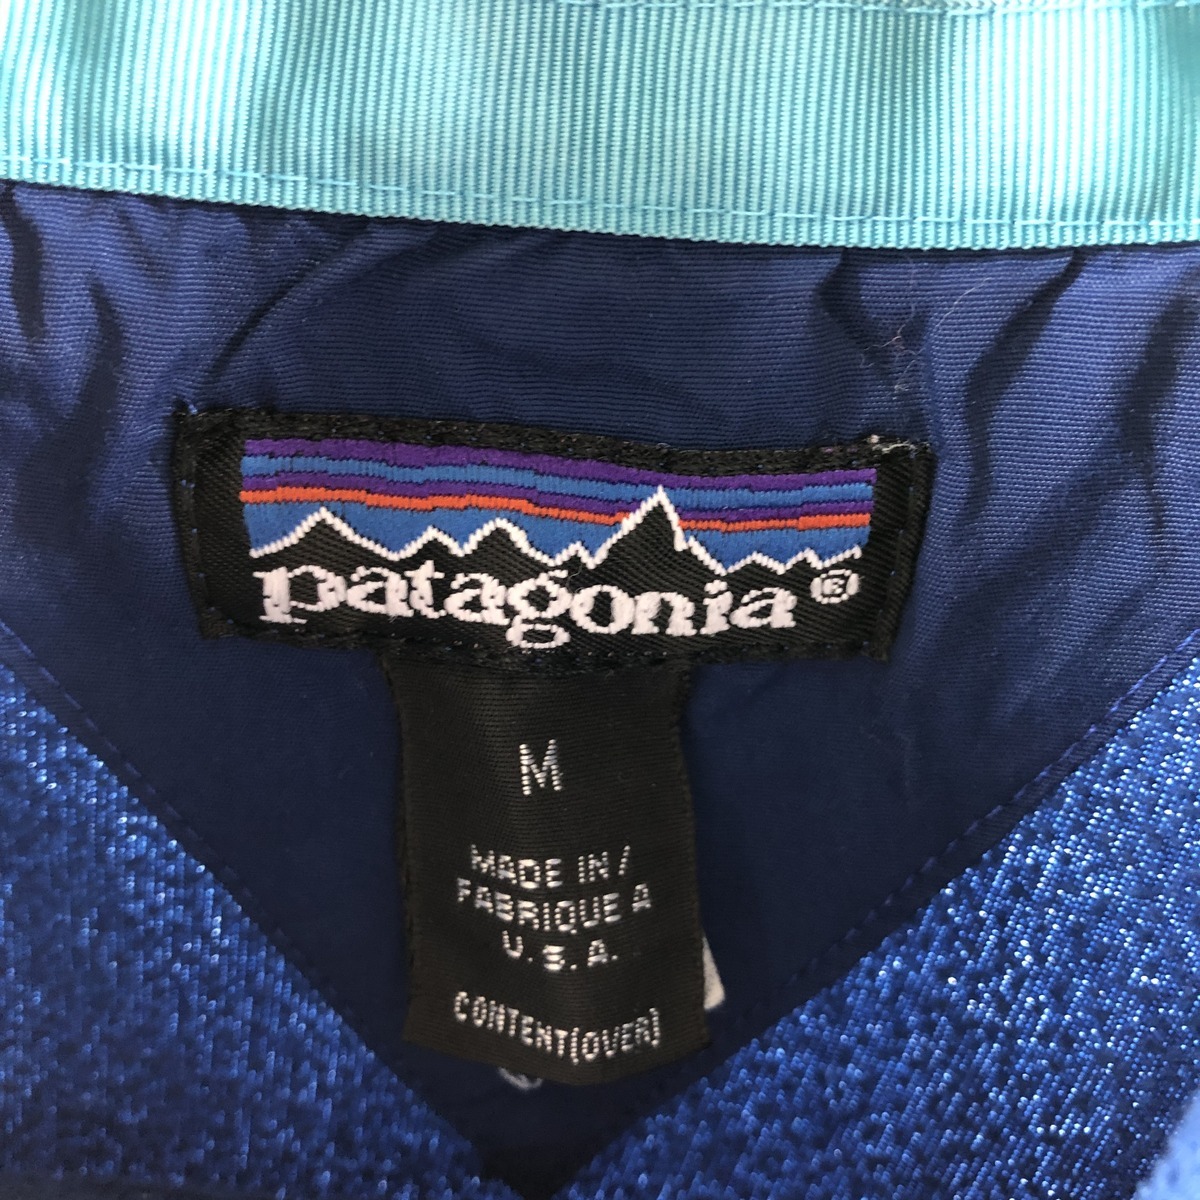 patagonia®
M
MADE IN/
FABRIQUE A
U.S.A.
CONTENT(OVER)